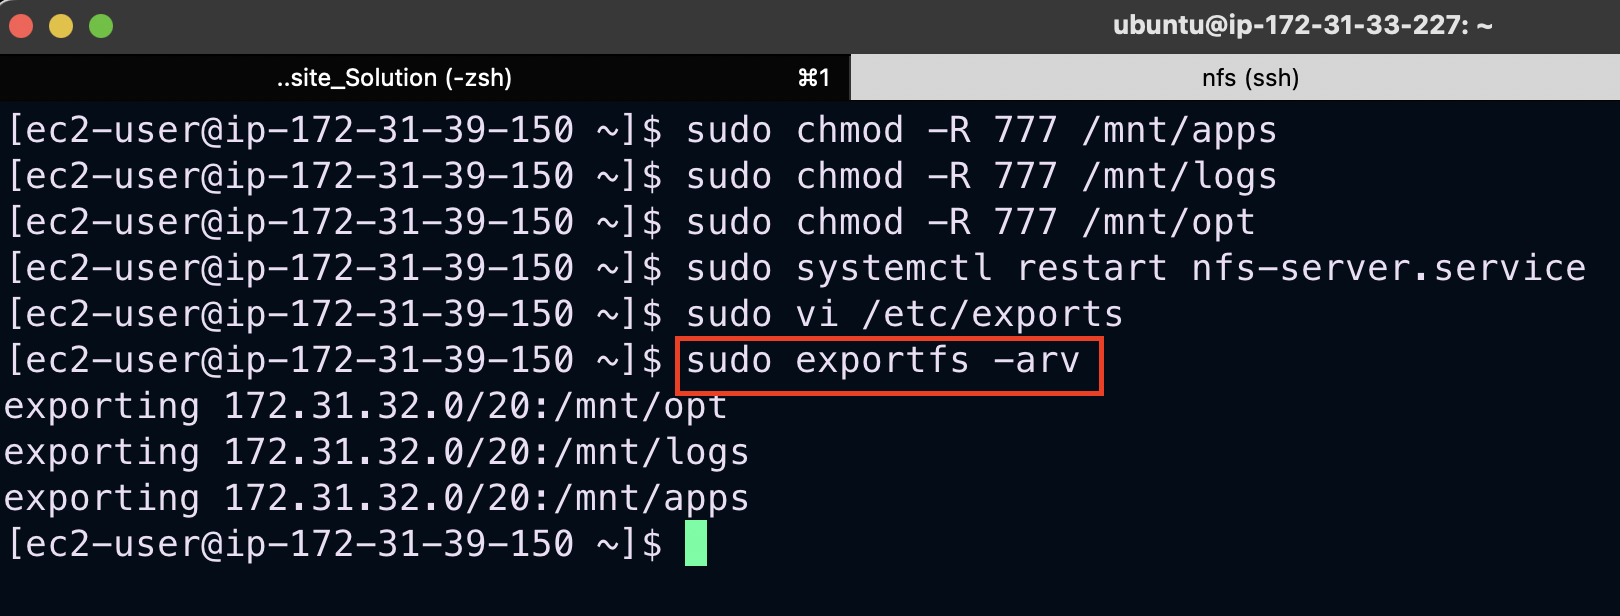 ubuntu@ip-172-31-33-227: ~
..site_Solution (-zsh) ⌘1 nfs (ssh)
[ec2-user@ip-172-31-39-150 ~]$ sudo chmod -R 777 /mnt/apps
[ec2-user@ip-172-31-39-150 ~]$ sudo chmod -R 777 /mnt/logs
[ec2-user@ip-172-31-39-150 ~]$ sudo chmod -R 777 /mnt/opt
[ec2-user@ip-172-31-39-150 ~]$ sudo systemctl restart nfs-server.service
[ec2-user@ip-172-31-39-150 ~]$ sudo vi /etc/exports
[ec2-user@ip-172-31-39-150 ~]$ sudo exportfs -arv
exporting 172.31.32.0/20:/mnt/opt
exporting 172.31.32.0/20:/mnt/logs
exporting 172.31.32.0/20:/mnt/apps
[ec2-user@ip-172-31-39-150 ~]$